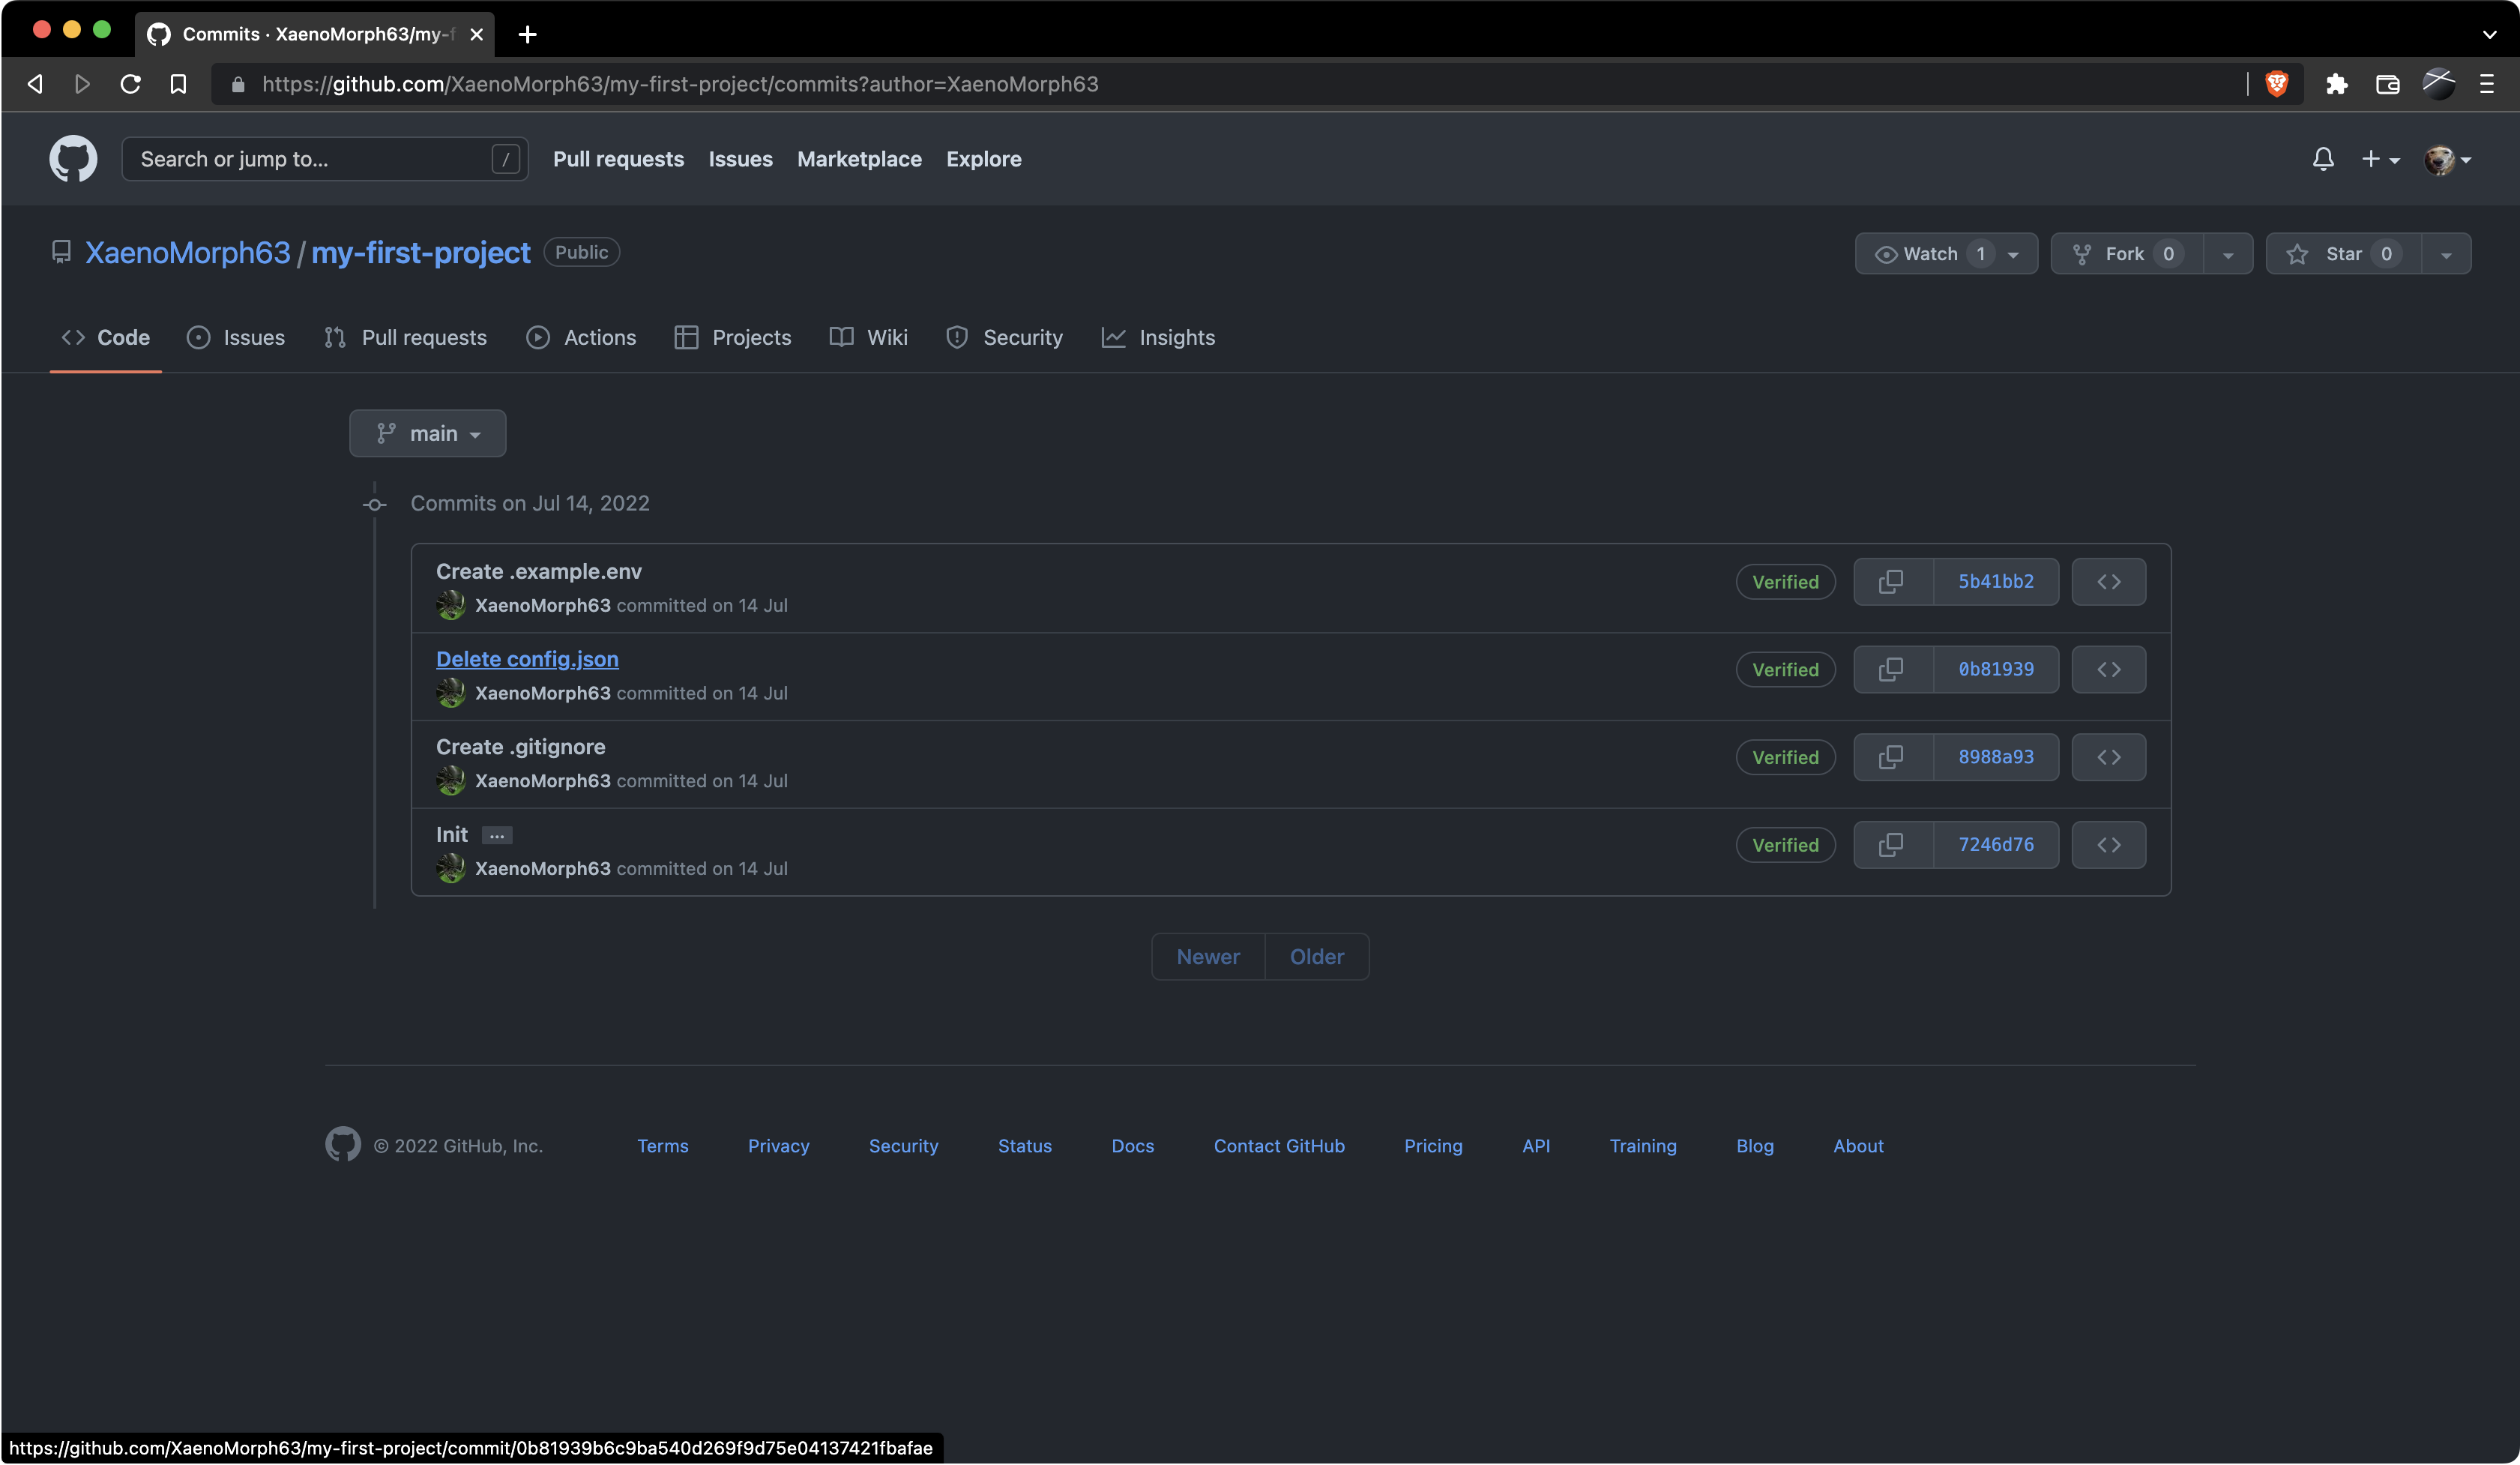 Commits · XaenoMorph63/my-f
https://github.com/XaenoMorph63/my-first-project/commits?author=XaenoMorph63
Search or jump to... / Pull requests Issues Marketplace Explore
XaenoMorph63 / my-first-project Public Watch 1 Fork 0 Star 0
Code Issues Pull requests Actions Projects Wiki Security Insights
main
Commits on Jul 14, 2022
Create .example.env Verified 5b41bb2
XaenoMorph63 committed on 14 Jul
Delete config.json Verified 0b81939
XaenoMorph63 committed on 14 Jul
Create .gitignore Verified 8988a93
XaenoMorph63 committed on 14 Jul
Init ... Verified 7246d76
XaenoMorph63 committed on 14 Jul
Newer Older
© 2022 GitHub, Inc. Terms Privacy Security Status Docs Contact GitHub Pricing API Training Blog About
https://github.com/XaenoMorph63/my-first-project/commit/0b81939b6c9ba540d269f9d75e04137421fbafae